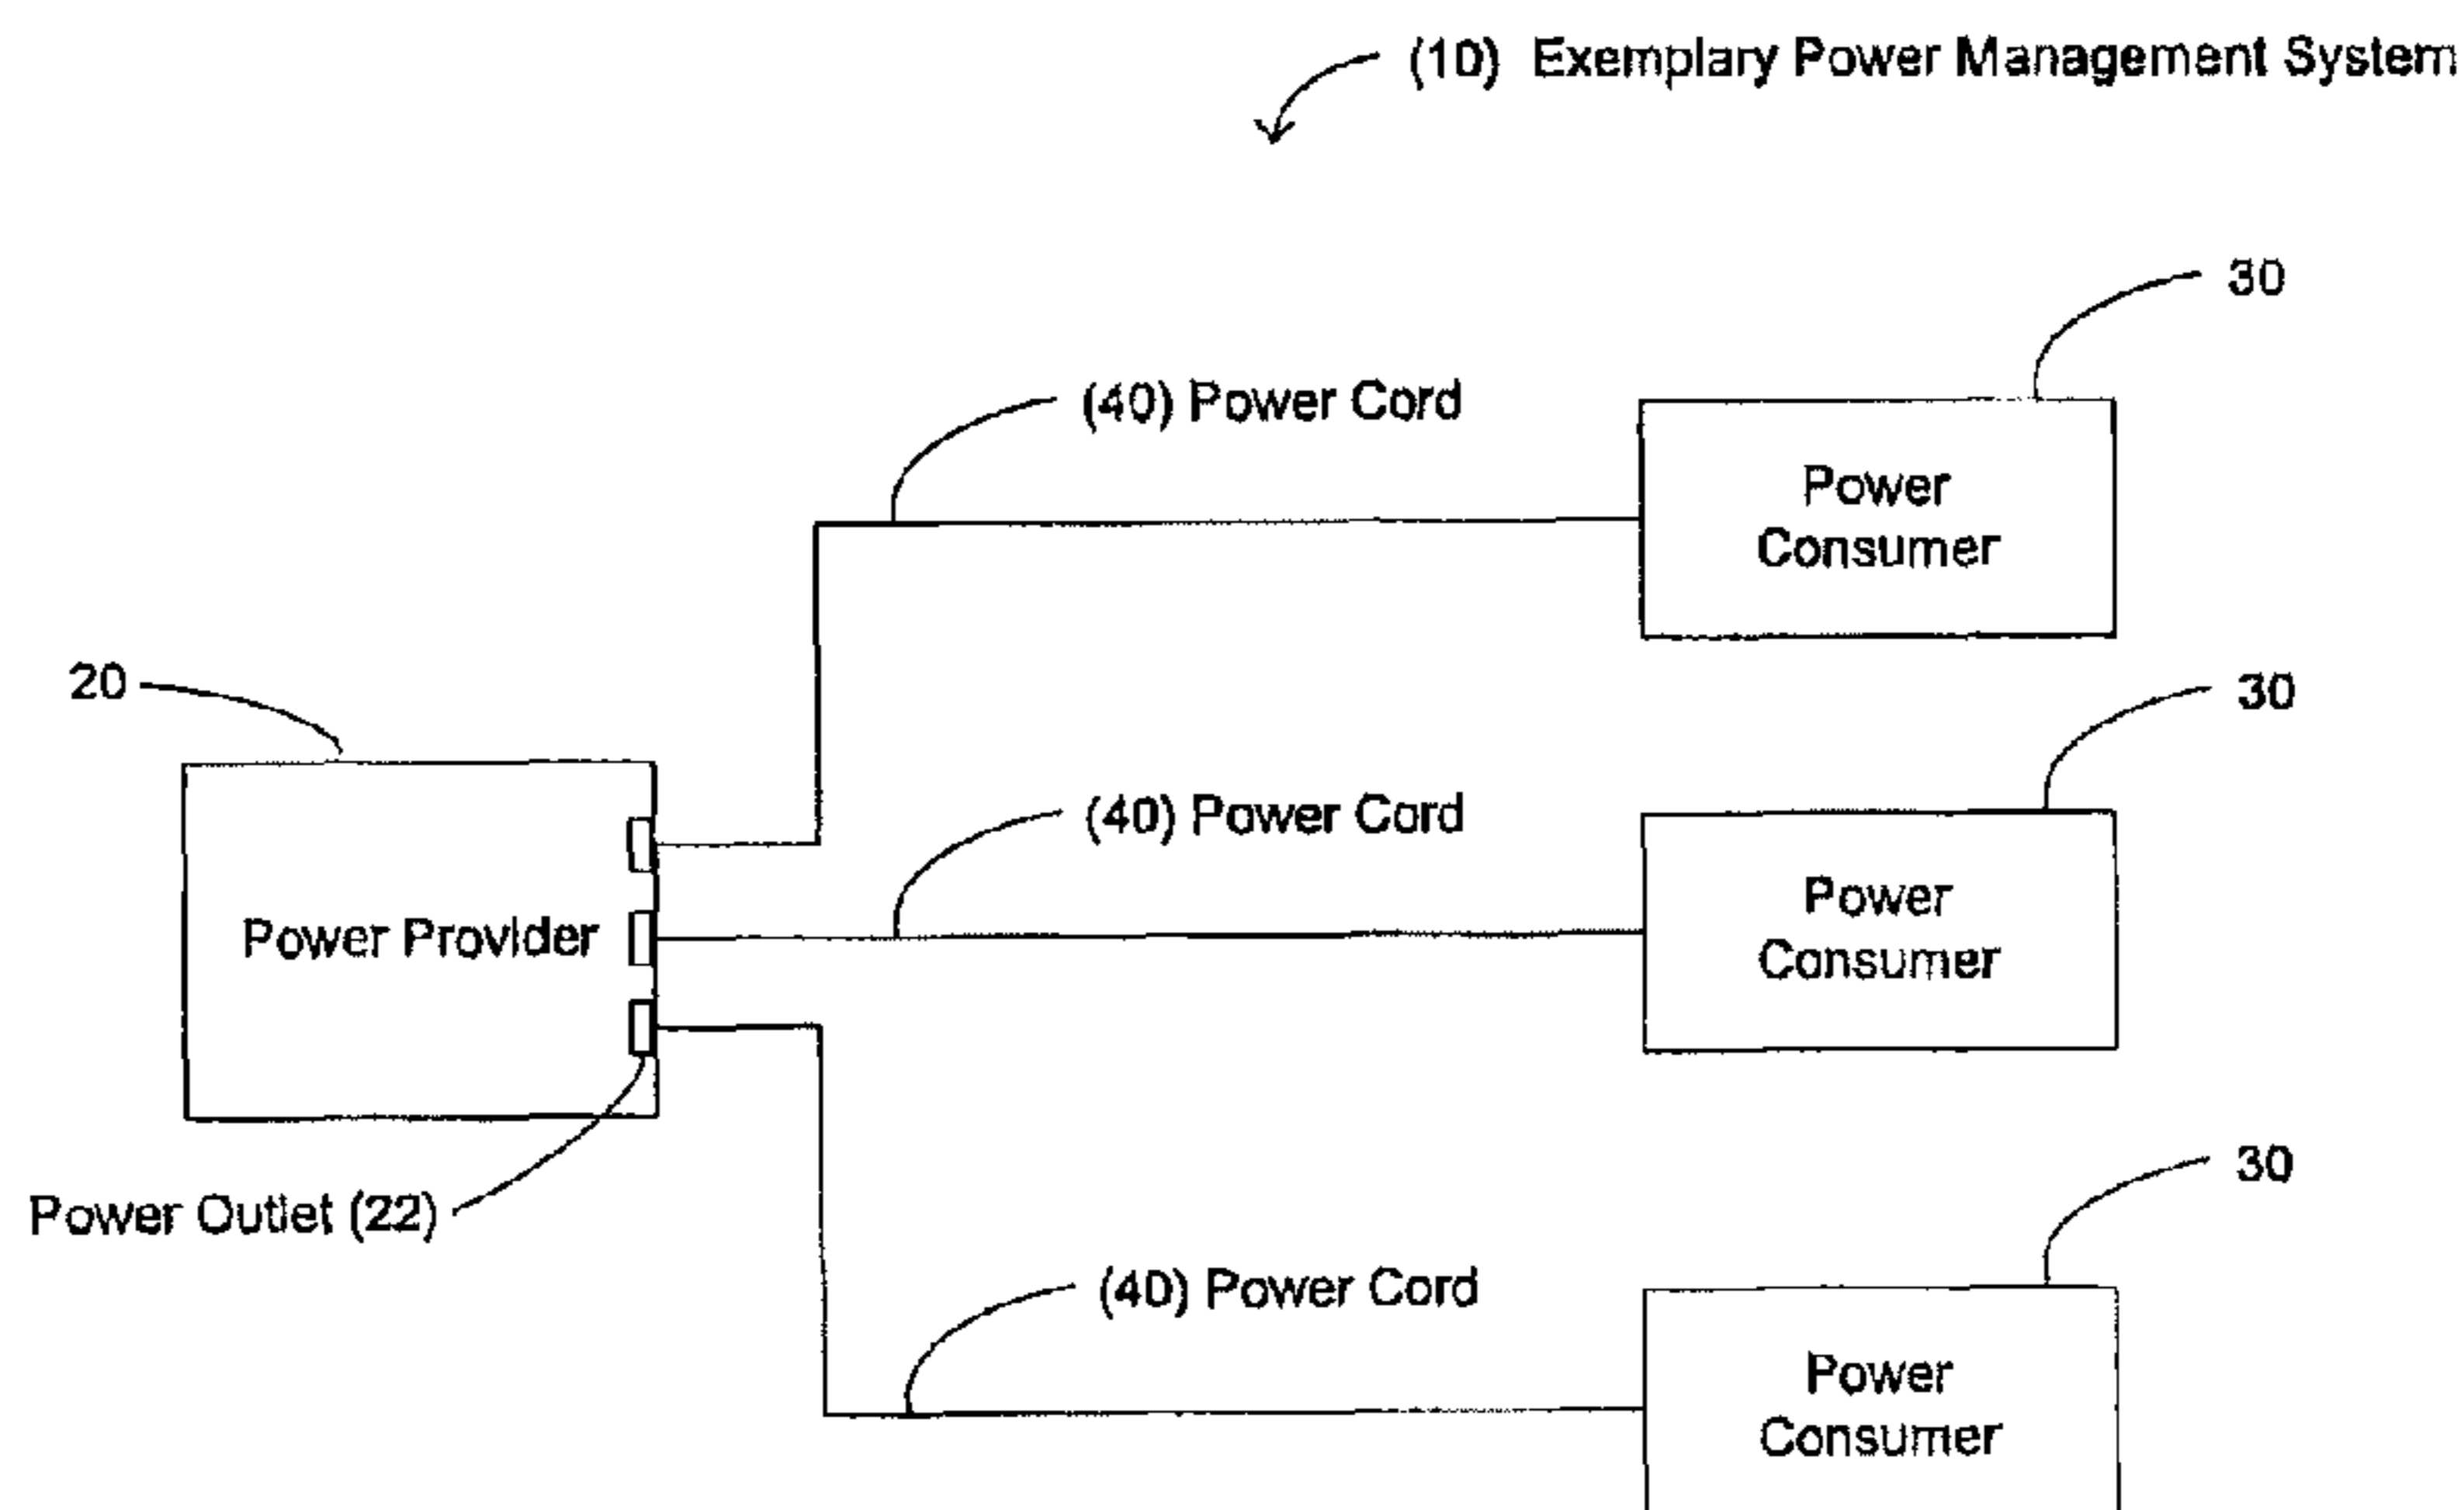 (10) Exemplary Power Management System
30
(40) Power Cord
Power
Consumer
20
30
(40) Power Cord
Power
Consumer
Power Provider
30
Power Outlet (22)
(40) Power Cord
Power
Consumer